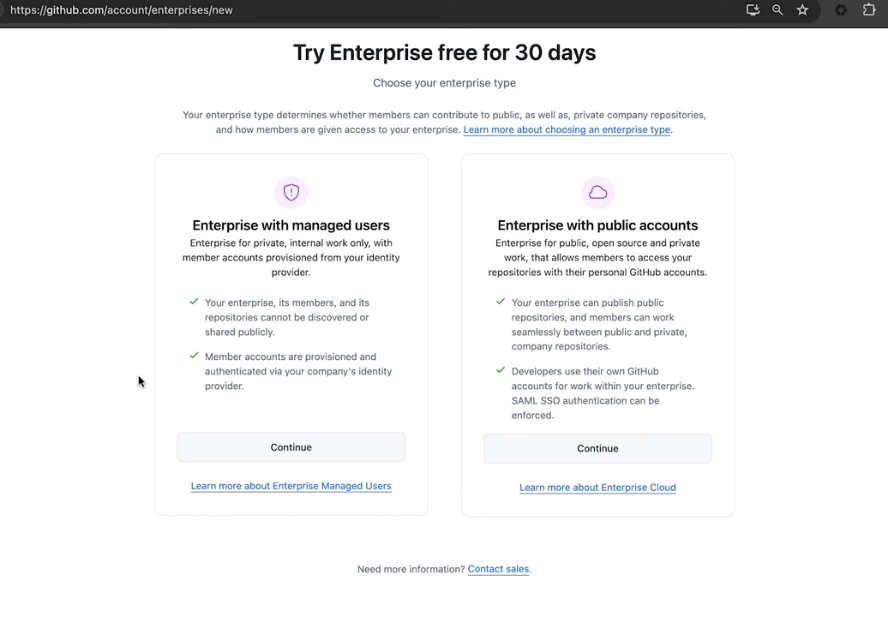 https://github.com/account/enterprises/new
Try Enterprise free for 30 days
Choose your enterprise type
Your enterprise type determines whether members can contribute to public, as well as, private company repositories,
and how members are given access to your enterprise. Learn more about choosing an enterprise type.
Enterprise with managed users
Enterprise for private, internal work only, with
member accounts provisioned from your identity
provider.
Your enterprise, its members, and its
repositories cannot be discovered or
shared publicly.
Member accounts are provisioned and
authenticated via your company's identity
provider.
Continue
Learn more about Enterprise Managed Users
Enterprise with public accounts
Enterprise for public, open source and private
work, that allows members to access your
repositories with their personal GitHub accounts.
Your enterprise can publish public
repositories, and members can work
seamlessly between public and private,
company repositories.
Developers use their own GitHub
accounts for work within your enterprise.
SAML SSO authentication can be
enforced.
Continue
Learn more about Enterprise Cloud
Need more information? Contact sales.